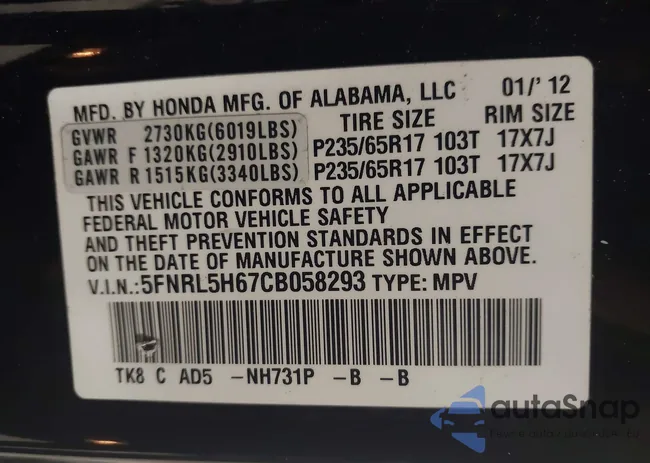 MFD. BY HONDA MFG. OF ALABAMA, LLC 01/' 12
GVWR 2730KG(6019LBS) TIRE SIZE RIM SIZE
GAWR F 1320KG(2910LBS) P235/65R17 103T 17X7J
GAWR R 1515KG(3340LBS) P235/65R17 103T 17X7J
THIS VEHICLE CONFORMS TO ALL APPLICABLE
FEDERAL MOTOR VEHICLE SAFETY
AND THEFT PREVENTION STANDARDS IN EFFECT
ON THE DATE OF MANUFACTURE SHOWN ABOVE.
V.I.N.:5FNRL5H67CB058293 TYPE: MPV
TK8 C AD5 -NH731P -B -B
autaSnap